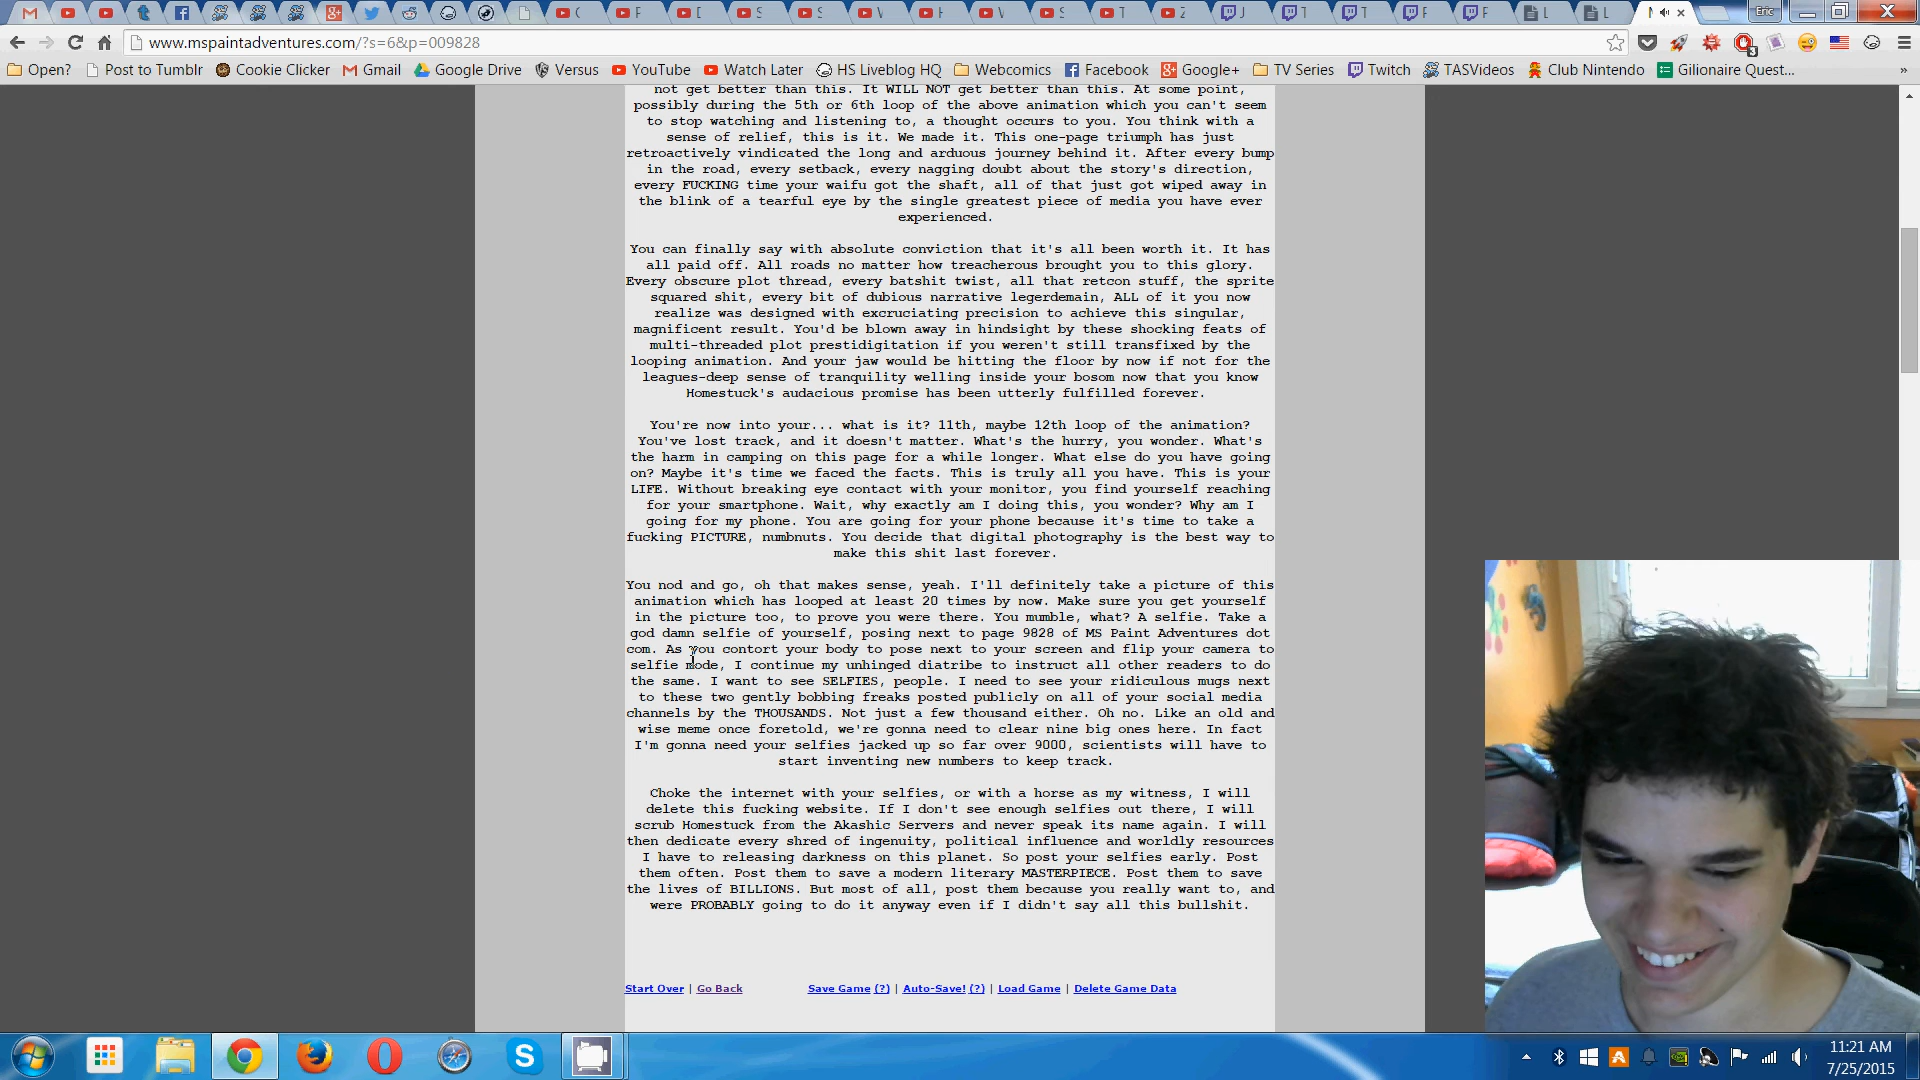 Eric
www.mspaintadventures.com/?s=6&p=009828
Open? Post to Tumblr Cookie Clicker Gmail Google Drive Versus YouTube Watch Later HS Liveblog HQ Webcomics Facebook Google+ TV Series Twitch TASVideos Club Nintendo Gilionaire Quest... »
not get better than this. It WILL NOT get better than this. At some point,
possibly during the 5th or 6th loop of the above animation which you can't seem
to stop watching and listening to, a thought occurs to you. You think with a
sense of relief, this is it. We made it. This one-page triumph has just
retroactively vindicated the long and arduous journey behind it. After every bump
in the road, every setback, every nagging doubt about the story's direction,
every FUCKING time your waifu got the shaft, all of that just got wiped away in
the blink of a tearful eye by the single greatest piece of media you have ever
experienced.
You can finally say with absolute conviction that it's all been worth it. It has
all paid off. All roads no matter how treacherous brought you to this glory.
Every obscure plot thread, every batshit twist, all that retcon stuff, the sprite
squared shit, every bit of dubious narrative legerdemain, ALL of it you now
realize was designed with excruciating precision to achieve this singular,
magnificent result. You'd be blown away in hindsight by these shocking feats of
multi-threaded plot prestidigitation if you weren't still transfixed by the
looping animation. And your jaw would be hitting the floor by now if not for the
leagues-deep sense of tranquility welling inside your bosom now that you know
Homestuck's audacious promise has been utterly fulfilled forever.
You're now into your... what is it? 11th, maybe 12th loop of the animation?
You've lost track, and it doesn't matter. What's the hurry, you wonder. What's
the harm in camping on this page for a while longer. What else do you have going
on? Maybe it's time we faced the facts. This is truly all you have. This is your
LIFE. Without breaking eye contact with your monitor, you find yourself reaching
for your smartphone. Wait, why exactly am I doing this, you wonder? Why am I
going for my phone. You are going for your phone because it's time to take a
fucking PICTURE, numbnuts. You decide that digital photography is the best way to
make this shit last forever.
You nod and go, oh that makes sense, yeah. I'll definitely take a picture of this
animation which has looped at least 20 times by now. Make sure you get yourself
in the picture too, to prove you were there. You mumble, what? A selfie. Take a
god damn selfie of yourself, posing next to page 9828 of MS Paint Adventures dot
com. As you contort your body to pose next to your screen and flip your camera to
selfie mode, I continue my unhinged diatribe to instruct all other readers to do
the same. I want to see SELFIES, people. I need to see your ridiculous mugs next
to these two gently bobbing freaks posted publicly on all of your social media
channels by the THOUSANDS. Not just a few thousand either. Oh no. Like an old and
wise meme once foretold, we're gonna need to clear nine big ones here. In fact
I'm gonna need your selfies jacked up so far over 9000, scientists will have to
start inventing new numbers to keep track.
Choke the internet with your selfies, or with a horse as my witness, I will
delete this fucking website. If I don't see enough selfies out there, I will
scrub Homestuck from the Akashic Servers and never speak its name again. I will
then dedicate every shred of ingenuity, political influence and worldly resources
I have to releasing darkness on this planet. So post your selfies early. Post
them often. Post them to save a modern literary MASTERPIECE. Post them to save
the lives of BILLIONS. But most of all, post them because you really want to, and
were PROBABLY going to do it anyway even if I didn't say all this bullshit.
Start Over | Go Back Save Game (?) | Auto-Save! (?) | Load Game | Delete Game Data
11:21 AM
7/25/2015